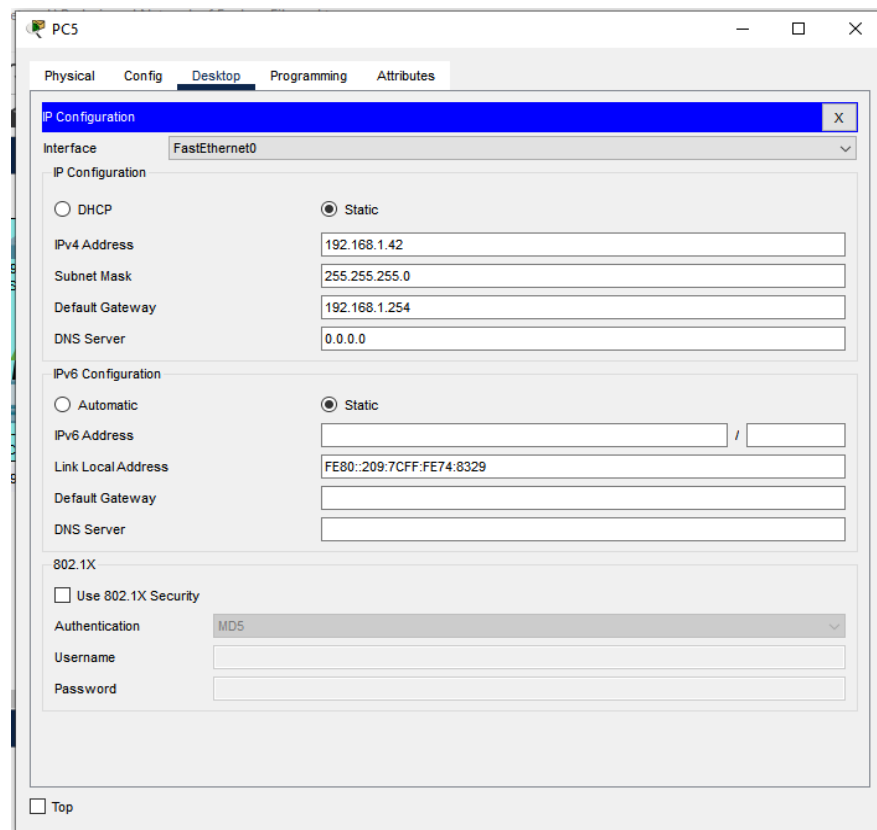 PC5
Physical Config Desktop Programming Attributes
IP Configuration X
Interface FastEthernet0
IP Configuration
DHCP Static
IPv4 Address 192.168.1.42
Subnet Mask 255.255.255.0
Default Gateway 192.168.1.254
DNS Server 0.0.0.0
IPv6 Configuration
Automatic Static
IPv6 Address /
Link Local Address FE80::209:7CFF:FE74:8329
Default Gateway
DNS Server
802.1X
Use 802.1X Security
Authentication MD5
Username
Password
Top